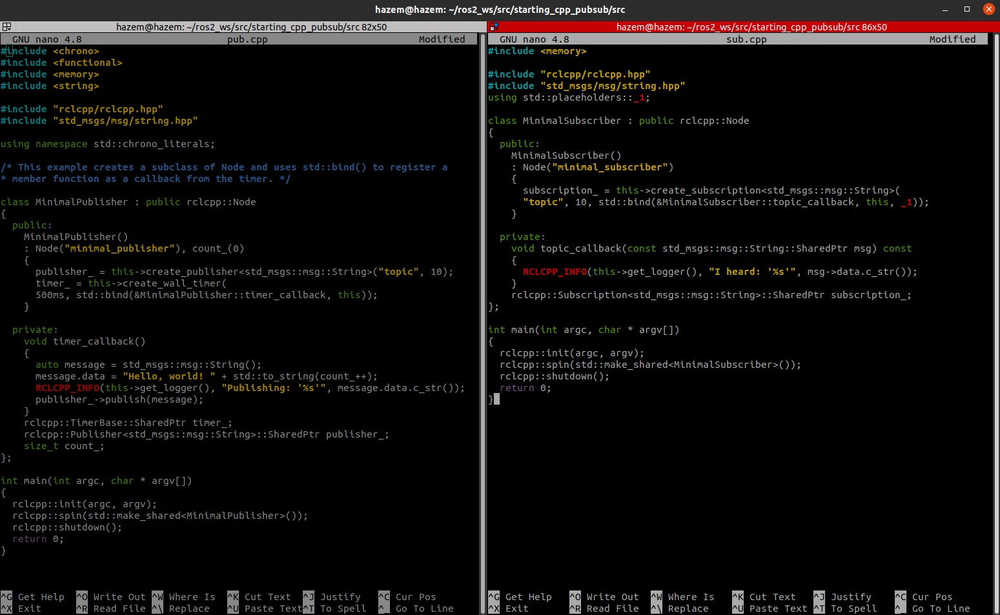 hazem@hazem: ~/ros2_ws/src/starting_cpp_pubsub/src
hazem@hazem: ~/ros2_ws/src/starting_cpp_pubsub/src 82x50
GNU nano 4.8 pub.cpp Modified
#include <chrono>
#include <functional>
#include <memory>
#include <string>
#include "rclcpp/rclcpp.hpp"
#include "std_msgs/msg/string.hpp"
using namespace std::chrono_literals;
/* This example creates a subclass of Node and uses std::bind() to register a
* member function as a callback from the timer. */
class MinimalPublisher : public rclcpp::Node
{
public:
MinimalPublisher()
: Node("minimal_publisher"), count_(0)
{
publisher_ = this->create_publisher<std_msgs::msg::String>("topic", 10);
timer_ = this->create_wall_timer(
500ms, std::bind(&MinimalPublisher::timer_callback, this));
}
private:
void timer_callback()
{
auto message = std_msgs::msg::String();
message.data = "Hello, world! " + std::to_string(count_++);
RCLCPP_INFO(this->get_logger(), "Publishing: '%s'", message.data.c_str());
publisher_->publish(message);
}
rclcpp::TimerBase::SharedPtr timer_;
rclcpp::Publisher<std_msgs::msg::String>::SharedPtr publisher_;
size_t count_;
};
int main(int argc, char * argv[])
{
rclcpp::init(argc, argv);
rclcpp::spin(std::make_shared<MinimalPublisher>());
rclcpp::shutdown();
return 0;
}
^G Get Help ^O Write Out ^W Where Is ^K Cut Text ^J Justify ^C Cur Pos
^X Exit ^R Read File ^\ Replace ^U Paste Text ^T To Spell ^_ Go To Line
hazem@hazem: ~/ros2_ws/src/starting_cpp_pubsub/src 86x50
GNU nano 4.8 sub.cpp Modified
#include <memory>
#include "rclcpp/rclcpp.hpp"
#include "std_msgs/msg/string.hpp"
using std::placeholders::_1;
class MinimalSubscriber : public rclcpp::Node
{
public:
MinimalSubscriber()
: Node("minimal_subscriber")
{
subscription_ = this->create_subscription<std_msgs::msg::String>(
"topic", 10, std::bind(&MinimalSubscriber::topic_callback, this, _1));
}
private:
void topic_callback(const std_msgs::msg::String::SharedPtr msg) const
{
RCLCPP_INFO(this->get_logger(), "I heard: '%s'", msg->data.c_str());
}
rclcpp::Subscription<std_msgs::msg::String>::SharedPtr subscription_;
};
int main(int argc, char * argv[])
{
rclcpp::init(argc, argv);
rclcpp::spin(std::make_shared<MinimalSubscriber>());
rclcpp::shutdown();
return 0;
}
^G Get Help ^O Write Out ^W Where Is ^K Cut Text ^J Justify ^C Cur Pos
^X Exit ^R Read File ^\ Replace ^U Paste Text ^T To Spell ^_ Go To Line